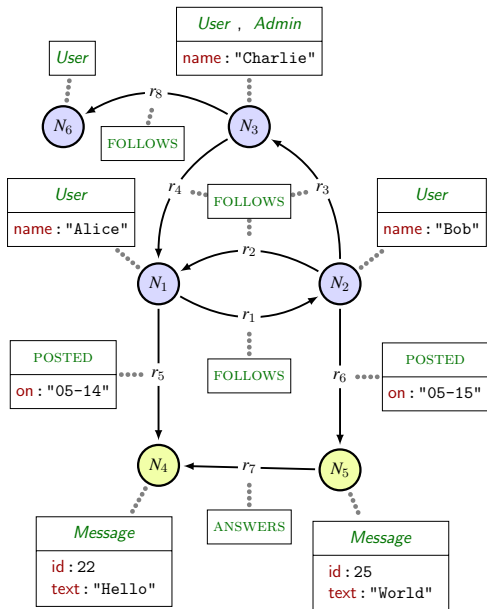 User , Admin
name : "Charlie"
User
r8
N6
N3
FOLLOWS
r4
r3
User
FOLLOWS
User
name : "Alice"
name : "Bob"
r2
N1
N2
r1
POSTED
FOLLOWS
POSTED
on : "05-14"
r5
r6
on : "05-15"
N4
r7
N5
Message
ANSWERS
Message
id : 22
text : "Hello"
id : 25
text : "World"